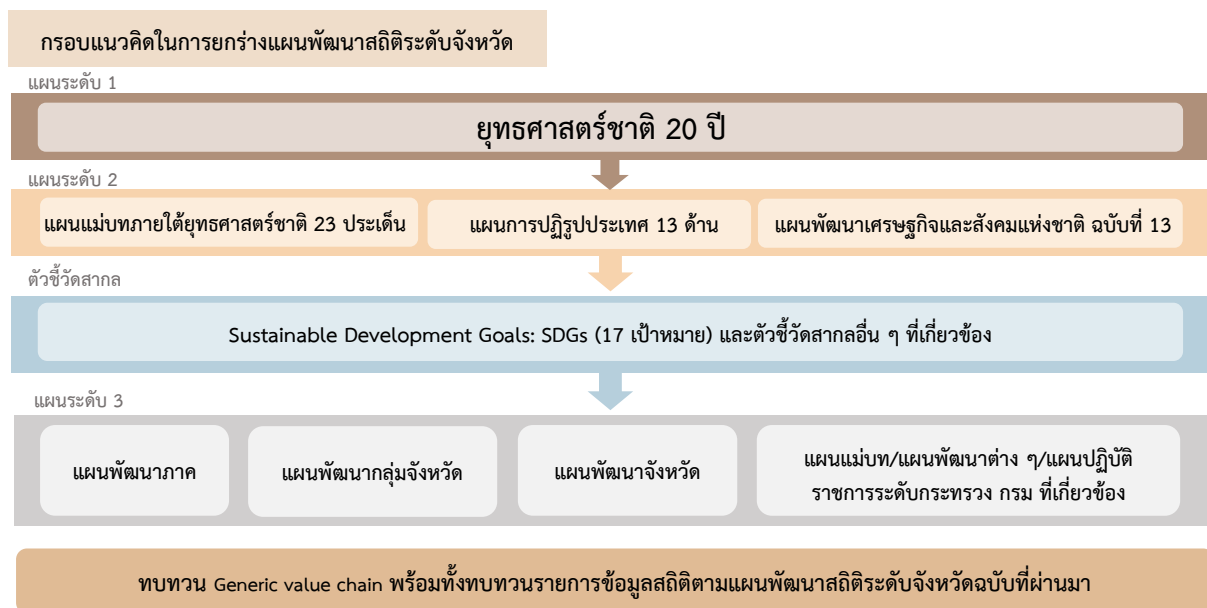 กรอบแนวคิดในการยกร่างแผนพัฒนาสถิติระดับจังหวัด
แผนระดับ 1
ยุทธศาสตร์ชาติ 20 ปี
แผนระดับ 2
แผนแม่บทภายใต้ยุทธศาสตร์ชาติ 23 ประเด็น
แผนการปฏิรูปประเทศ 13 ด้าน
แผนพัฒนาเศรษฐกิจและสังคมแห่งชาติ ฉบับที่ 13
ตัวชี้วัดสากล
Sustainable Development Goals: SDGs (17 เป้าหมาย) และตัวชี้วัดสากลอื่น ๆ ที่เกี่ยวข้อง
แผนระดับ 3
แผนพัฒนาภาค
แผนพัฒนากลุ่มจังหวัด
แผนพัฒนาจังหวัด
แผนแม่บท/แผนพัฒนาต่าง ๆ/แผนปฏิบัติ
ราชการระดับกระทรวง กรม ที่เกี่ยวข้อง
ทบทวน Generic value chain พร้อมทั้งทบทวนรายการข้อมูลสถิติตามแผนพัฒนาสถิติระดับจังหวัดฉบับที่ผ่านมา